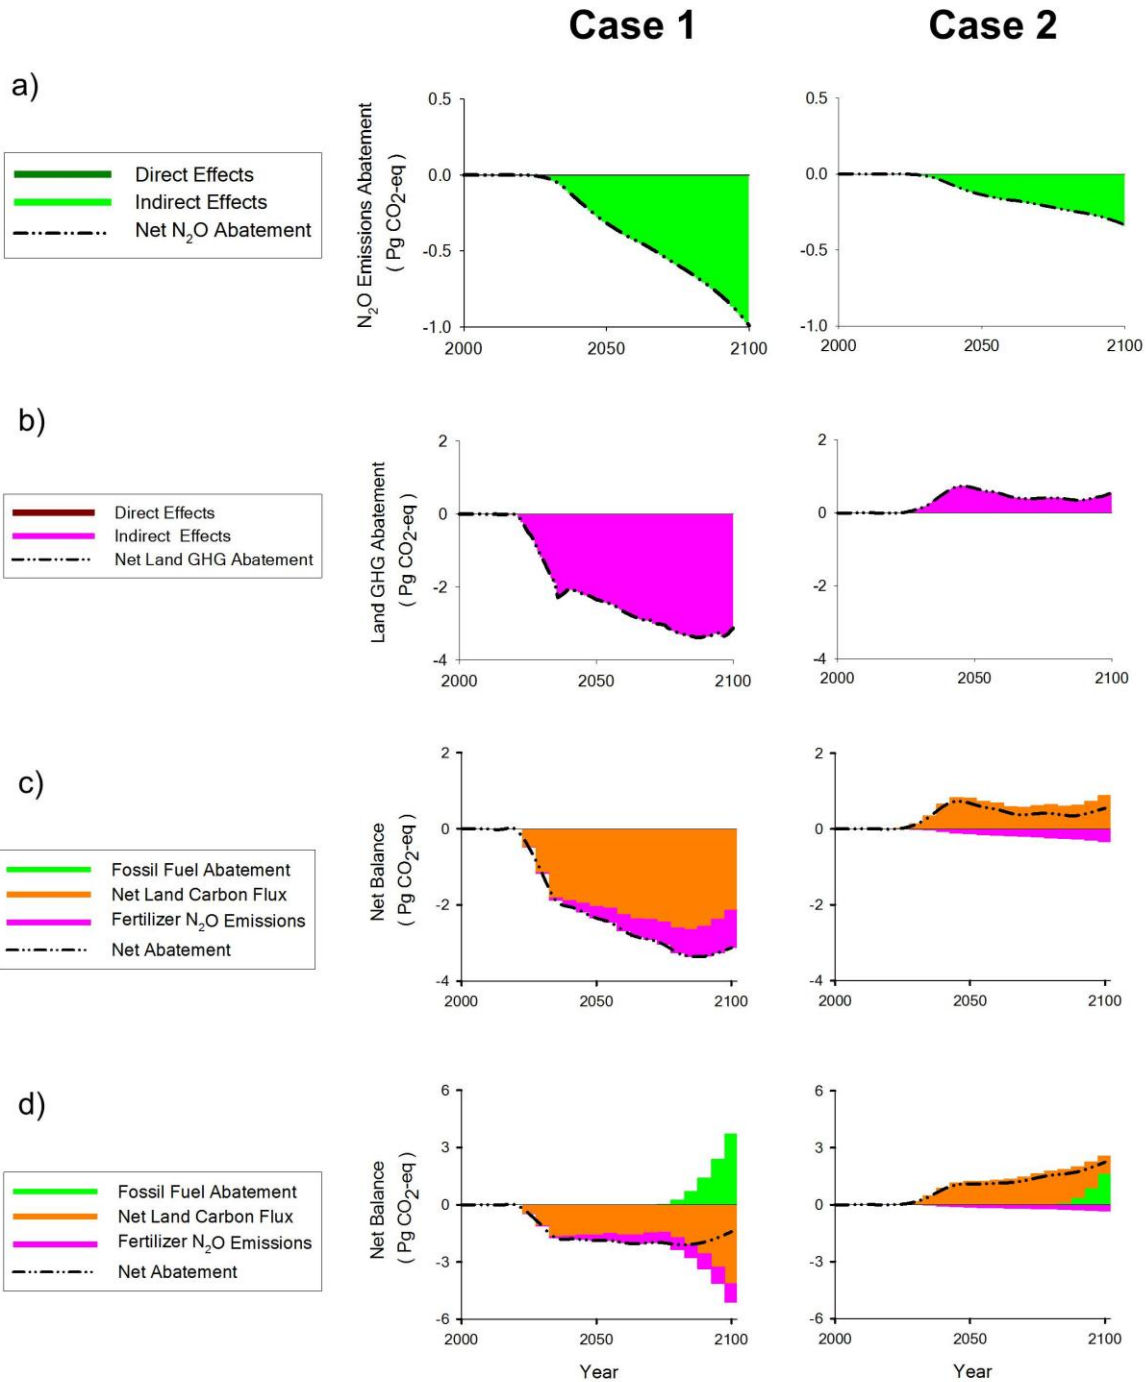 Case 1
Case 2
a)
Direct Effects
Indirect Effects
Net N2O Abatement
N2O Emissions Abatement
( Pg CO2-eq )
0.5
0.0
-0.5
-1.0
2000
2050
2100
0.5
0.0
-0.5
-1.0
2000
2050
2100
b)
Direct Effects
Indirect Effects
Net Land GHG Abatement
Land GHG Abatement
( Pg CO2-eq )
2
0
-2
-4
2000
2050
2100
2
0
-2
-4
2000
2050
2100
c)
Fossil Fuel Abatement
Net Land Carbon Flux
Fertilizer N2O Emissions
Net Abatement
Net Balance
( Pg CO2-eq )
2
0
-2
-4
2000
2050
2100
2
0
-2
-4
2000
2050
2100
d)
Fossil Fuel Abatement
Net Land Carbon Flux
Fertilizer N2O Emissions
Net Abatement
Net Balance
( Pg CO2-eq )
6
3
0
-3
-6
2000
2050
2100
Year
6
3
0
-3
-6
2000
2050
2100
Year